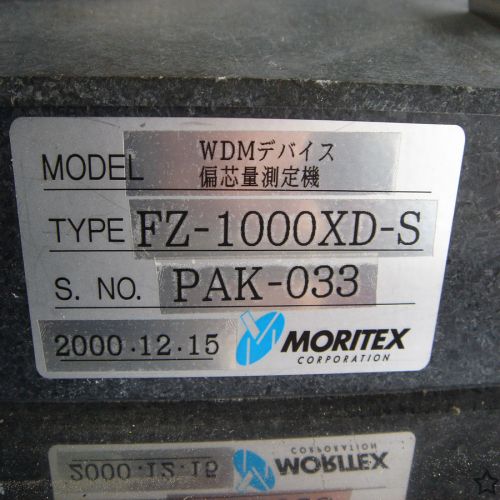 MODEL WDMデバイス
偏芯量測定機
TYPE FZ-1000XD-S
S. NO. PAK-033
2000.12.15 MORITEX
CORPORATION